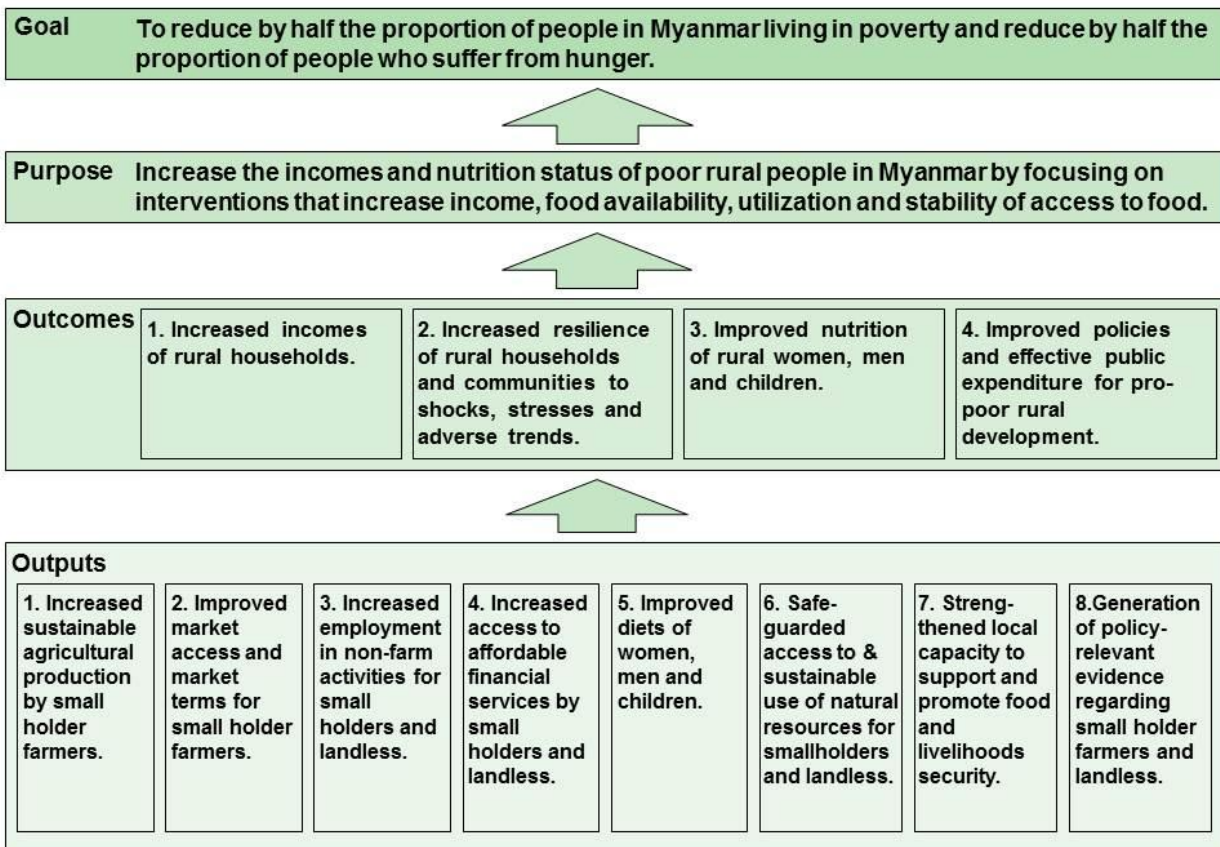 Goal
To reduce by half the proportion of people in Myanmar living in poverty and reduce by half the
proportion of people who suffer from hunger.
Purpose
Increase the incomes and nutrition status of poor rural people in Myanmar by focusing on
interventions that increase income, food availability, utilization and stability of access to food.
Outcomes
1. Increased incomes
of rural households.
2. Increased resilience
of rural households
and communities to
shocks, stresses and
adverse trends.
3. Improved nutrition
of rural women, men
and children.
4. Improved policies
and effective public
expenditure for pro-
poor rural
development.
Outputs
1. Increased
sustainable
agricultural
production
by small
holder
farmers.
2. Improved
market
access and
market
terms for
small holder
farmers.
3. Increased
employment
in non-farm
activities for
small
holders and
landless.
4. Increased
access to
affordable
financial
services by
small
holders and
landless.
5. Improved
diets of
women,
men and
children.
6. Safe-
guarded
access to &
sustainable
use of natural
resources for
smallholders
and landless.
7. Streng-
thened local
capacity to
support and
promote food
and
livelihoods
security.
8.Generation
of policy-
relevant
evidence
regarding
small holder
farmers and
landless.